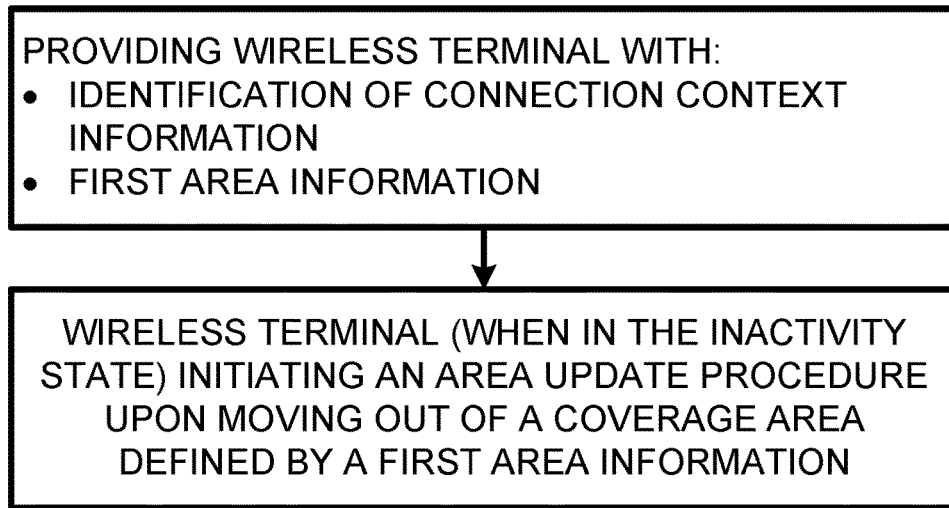 PROVIDING WIRELESS TERMINAL WITH:
• IDENTIFICATION OF CONNECTION CONTEXT
INFORMATION
• FIRST AREA INFORMATION
WIRELESS TERMINAL (WHEN IN THE INACTIVITY
STATE) INITIATING AN AREA UPDATE PROCEDURE
UPON MOVING OUT OF A COVERAGE AREA
DEFINED BY A FIRST AREA INFORMATION